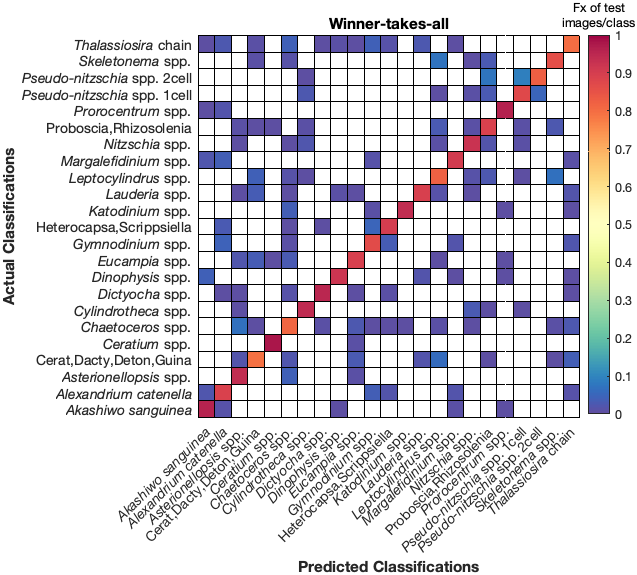 Winner-takes-all
Fx of test
images/class
Actual Classifications
Thalassiosira chain
Skeletonema spp.
Pseudo-nitzschia spp. 2cell
Pseudo-nitzschia spp. 1cell
Prorocentrum spp.
Proboscia,Rhizosolenia
Nitzschia spp.
Margalefidinium spp.
Leptocylindrus spp.
Lauderia spp.
Katodinium spp.
Heterocapsa,Scrippsiella
Gymnodinium spp.
Eucampia spp.
Dinophysis spp.
Dictyocha spp.
Cylindrotheca spp.
Chaetoceros spp.
Ceratium spp.
Cerat,Dacty,Deton,Guina
Asterionellopsis spp.
Alexandrium catenella
Akashiwo sanguinea
1
0.9
0.8
0.7
0.6
0.5
0.4
0.3
0.2
0.1
0
Akashiwo sanguinea
Alexandrium catenella
Asterionellopsis spp.
Cerat,Dacty,Deton,Guina
Ceratium spp.
Chaetoceros spp.
Cylindrotheca spp.
Dictyocha spp.
Dinophysis spp.
Eucampia spp.
Gymnodinium spp.
Heterocapsa,Scrippsiella
Katodinium spp.
Lauderia spp.
Leptocylindrus spp.
Margalefidinium spp.
Nitzschia spp.
Proboscia,Rhizosolenia
Prorocentrum spp.
Pseudo-nitzschia spp. 1cell
Pseudo-nitzschia spp. 2cell
Skeletonema spp.
Thalassiosira chain
Predicted Classifications